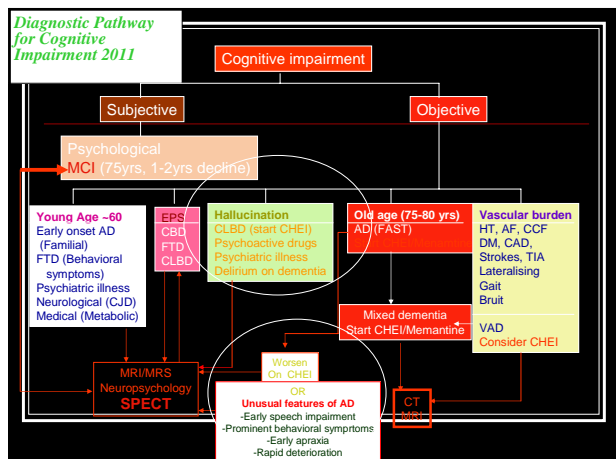 Diagnostic Pathway
for Cognitive
Impairment 2011
Cognitive impairment
Subjective
Objective
Psychological
MCI (75yrs, 1-2yrs decline)
Young Age ~60
Early onset AD
(Familial)
FTD (Behavioral
symptoms)
Psychiatric illness
Neurological (CJD)
Medical (Metabolic)
EPS
CBD
FTD
CLBD
Hallucination
CLBD (start CHEI)
Psychoactive drugs
Psychiatric illness
Delirium on dementia
Old age (75-80 yrs)
AD (FAST)
Start CHEI/Memantine
Vascular burden
HT, AF, CCF
DM, CAD,
Strokes, TIA
Lateralising
Gait
Bruit
VAD
Consider CHEI
Mixed dementia
Start CHEI/Memantine
MRI/MRS
Neuropsychology
SPECT
Worsen
On CHEI
OR
Unusual features of AD
-Early speech impairment
-Prominent behavioral symprtoms
-Early apraxia
-Rapid deterioration
CT
MRI